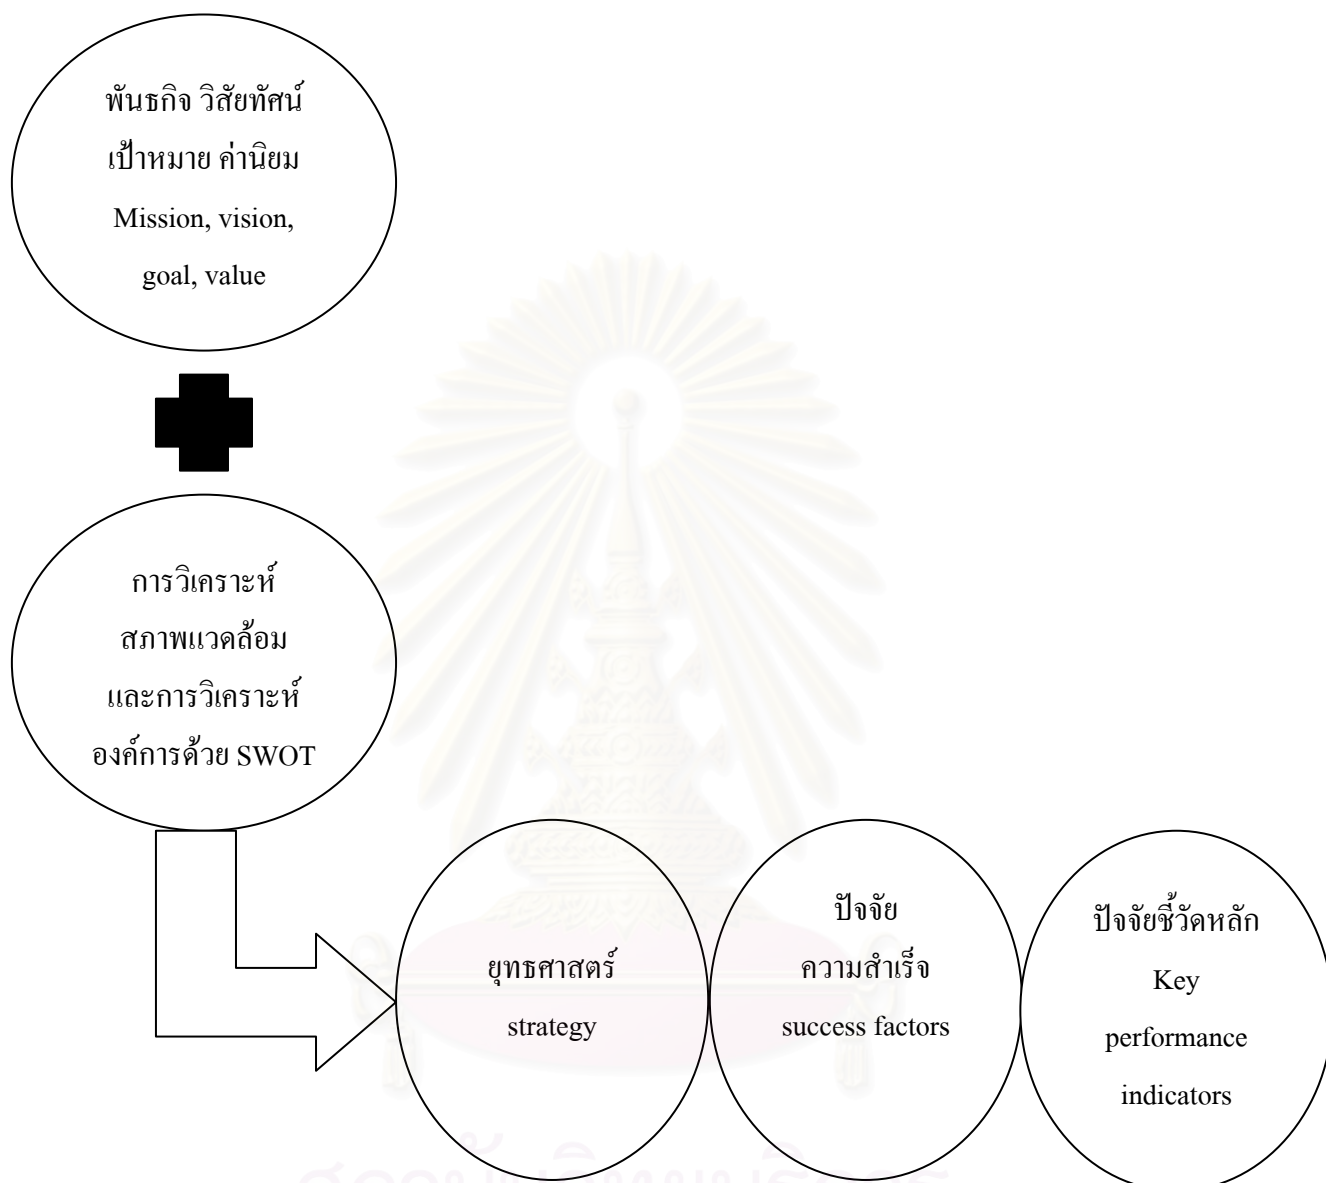 พันธกิจ วิสัยทัศน์
เป้าหมาย ค่านิยม
Mission, vision,
goal, value
การวิเคราะห์
สภาพแวดล้อม
และการวิเคราะห์
องค์การด้วย SWOT
ยุทธศาสตร์
strategy
ปัจจัย
ความสำเร็จ
success factors
ปัจจัยชี้วัดหลัก
Key
performance
indicators